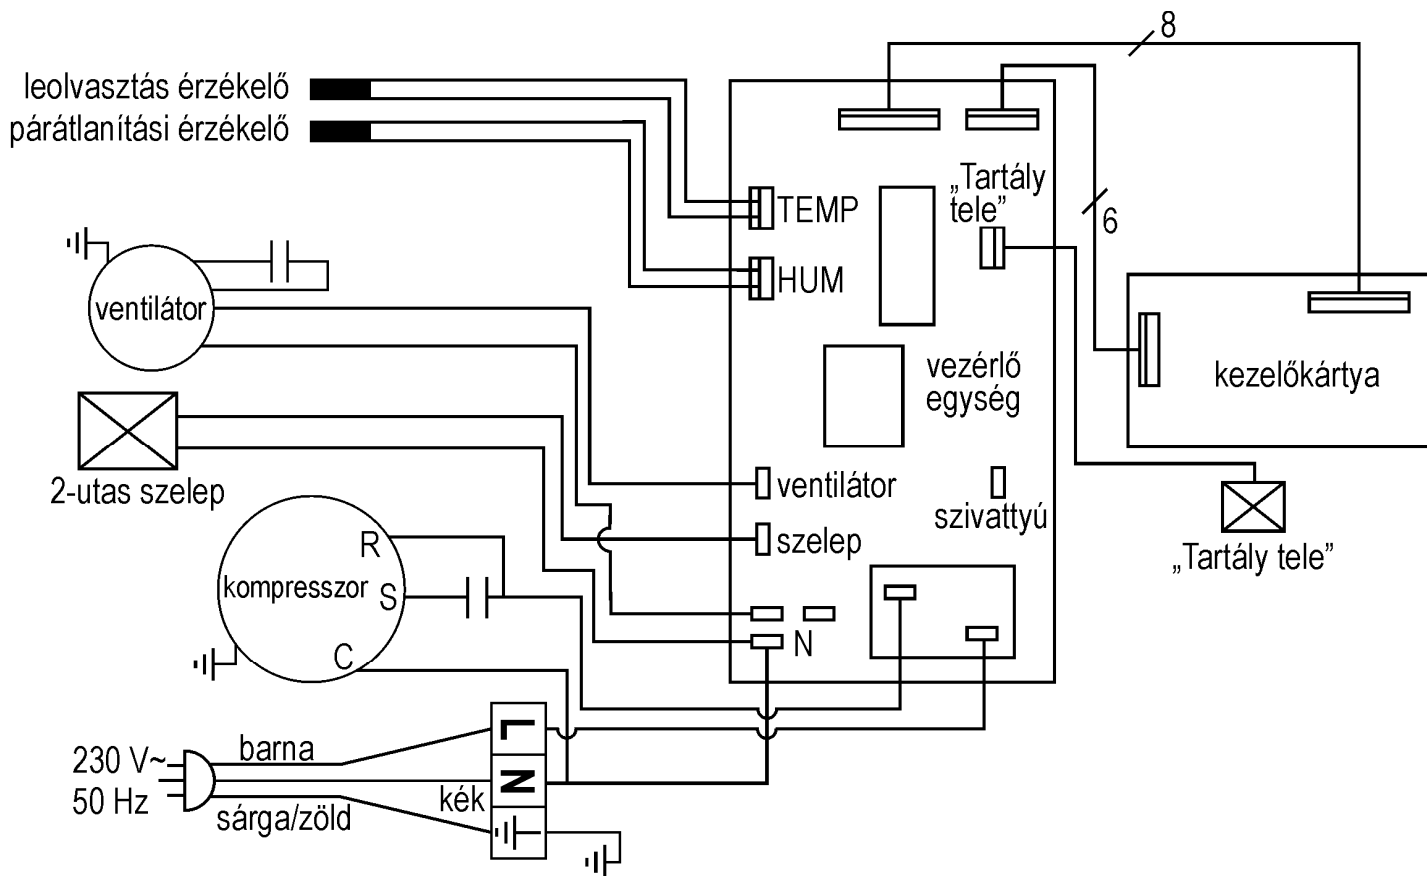 8
leolvasztás érzékelő
párátlanítási érzékelő
„Tartály
tele”
TEMP
6
HUM
ventilátor
vezérlő
egység
kezelőkártya
2-utas szelep
ventilátor
szivattyú
R
szelep
„Tartály tele”
kompresszor
S
N
C
L
230 V~
barna
N
50 Hz
kék
sárga/zöld